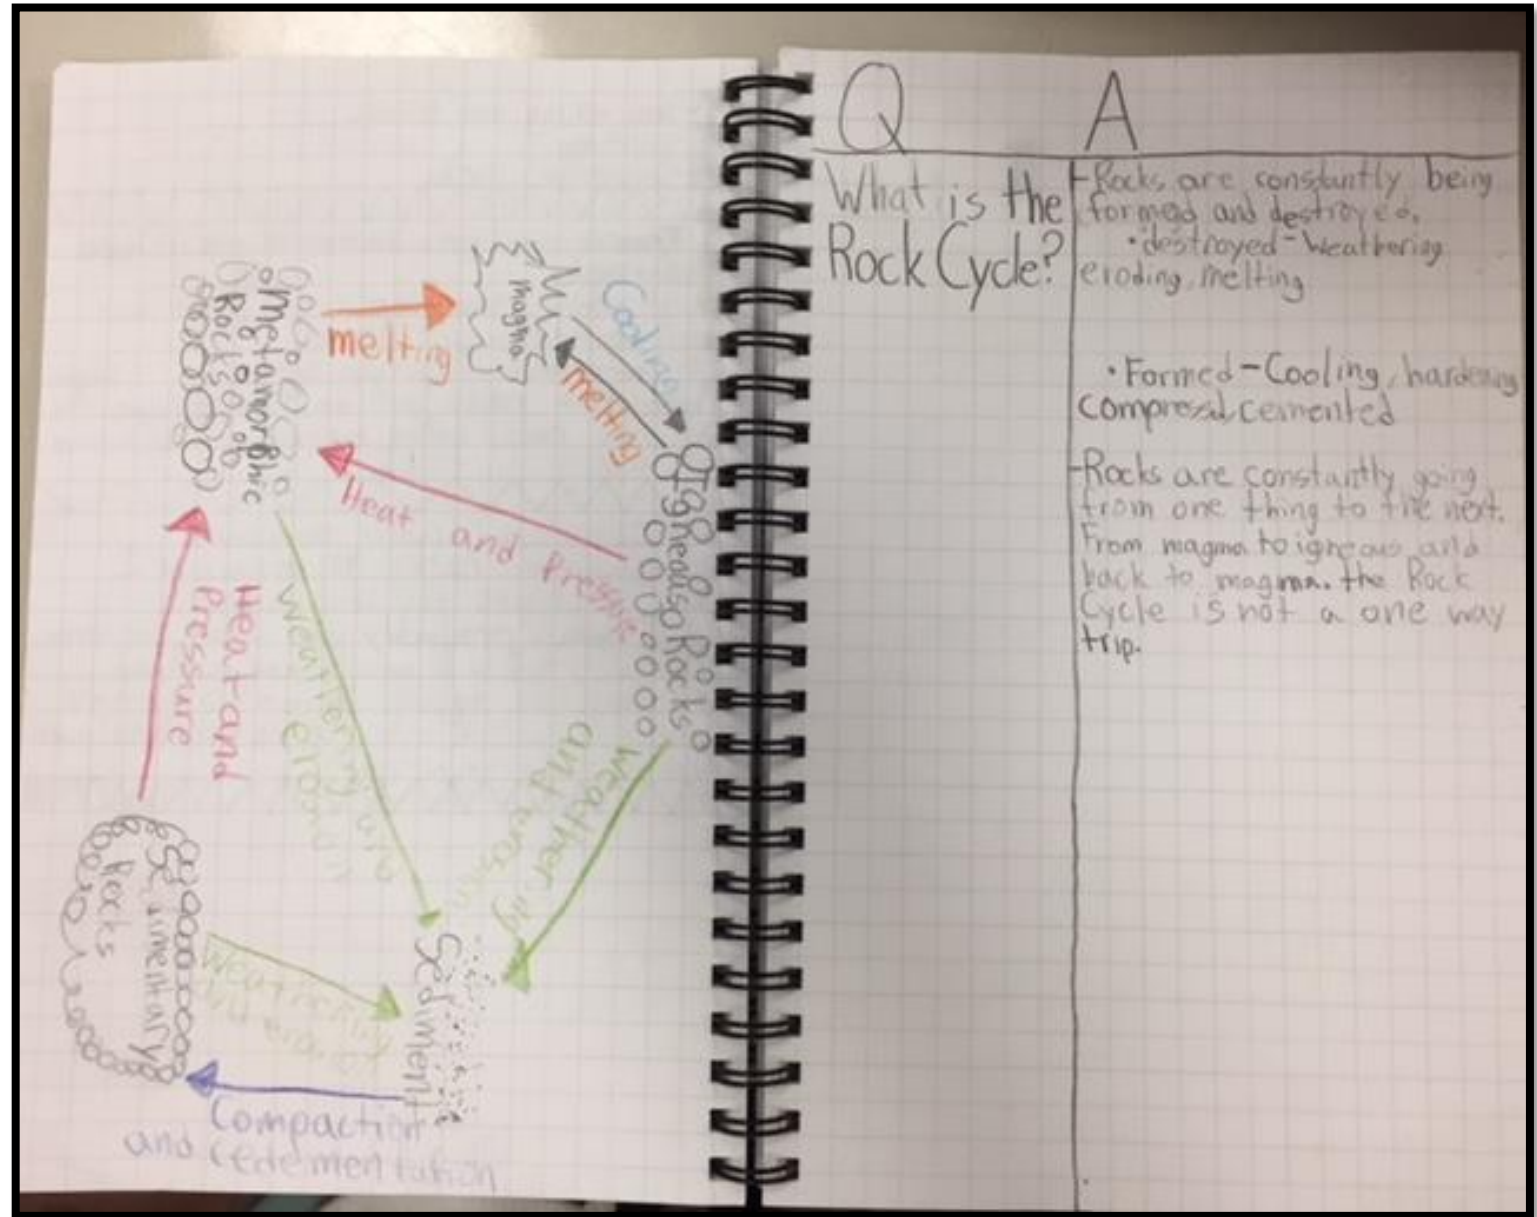 melting
magma
Cooling
melting
Metamorphic
Rocks
Heat and Pressure
Rocks
Heat and
Pressure
weathering and
erosion
weathering
and erosion
Rocks
Weathering
Sediment
Compaction
and
Q A
What is the
Rock Cycle?
-Rocks are constantly being
formed and destroyed.
•destroyed-Weathering
eroding, melting
•Formed-Cooling, hardening
Compressed, cemented
-Rocks are constantly going
from one thing to the next.
From magma to igneous and
back to magma. the Rock
Cycle is not a one way
trip.